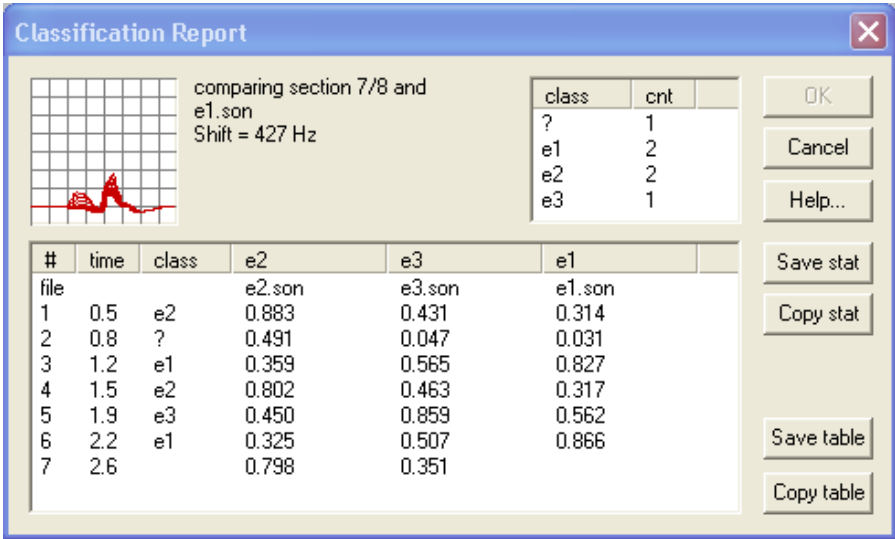 Classification Report
comparing section 7/8 and
e1.son
Shift = 427 Hz
class cnt
? 1
e1 2
e2 2
e3 1
OK
Cancel
Help...
# time class e2 e3 e1
file e2.son e3.son e1.son
1 0.5 e2 0.883 0.431 0.314
2 0.8 ? 0.491 0.047 0.031
3 1.2 e1 0.359 0.565 0.827
4 1.5 e2 0.802 0.463 0.317
5 1.9 e3 0.450 0.859 0.562
6 2.2 e1 0.325 0.507 0.866
7 2.6 0.798 0.351
Save stat
Copy stat
Save table
Copy table